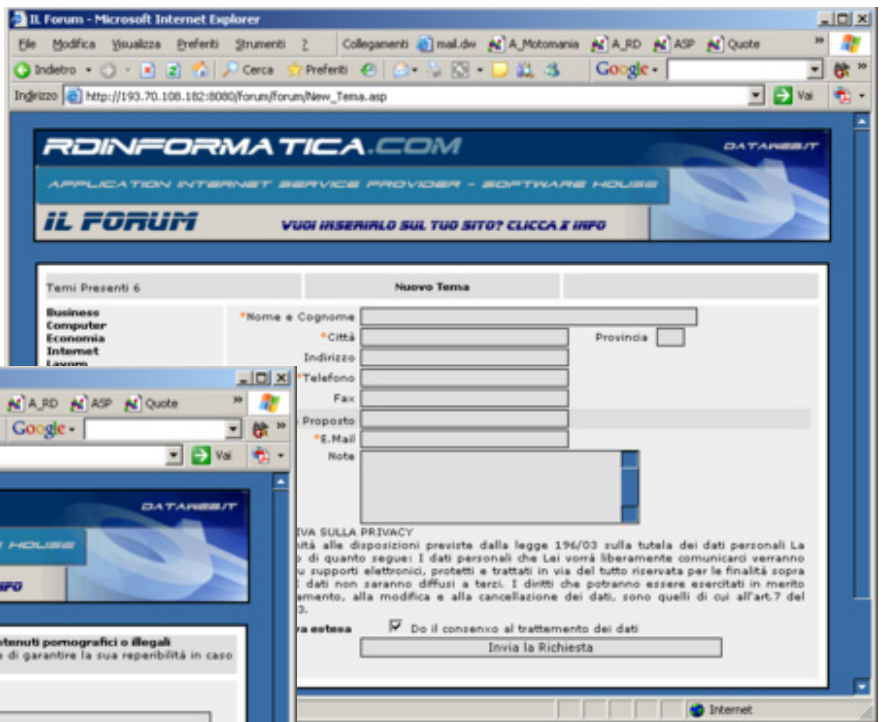 IL Forum - Microsoft Internet Explorer
File Modifica Visualizza Preferiti Strumenti ? Collegamenti mail.dw A_Motomania A_RD ASP Quote »
Indietro Cerca Preferiti Google »
Indirizzo http://193.70.108.182:8080/forum/forum/New_Tema.asp Vai
RDINFORMATICA.COM DATAWEB.IT
APPLICATION INTERNET SERVICE PROVIDER - SOFTWARE HOUSE
IL FORUM VUOI INSERIRLO SUL TUO SITO? CLICCA X INFO
Temi Presenti 6 Nuovo Tema
Business
Computer
Economia
Internet
Lavoro
*Nome e Cognome
*Città Provincia
Indirizzo
*Telefono
Fax
Proposto
*E.Mail
Note
IVA SULLA PRIVACY
ità alle disposizioni previste dalla legge 196/03 sulla tutela dei dati personali La
o di quanto segue: I dati personali che Lei vorrà liberamente comunicarci verranno
u supporti elettronici, protetti e trattati in via del tutto riservata per le finalità sopra
I dati non saranno diffusi a terzi. I diritti che potranno essere esercitati in merito
amento, alla modifica e alla cancellazione dei dati, sono quelli di cui all'art.7 del
3.
va estesa Do il consenxo al trattemento dei dati
Invia la Richiesta
Internet
A_RD ASP Quote »
Google »
Vai
DATAWEB.IT
HOUSE
INFO
ntenuti pornografici o illegali
e di garantire la sua reperibilità in caso